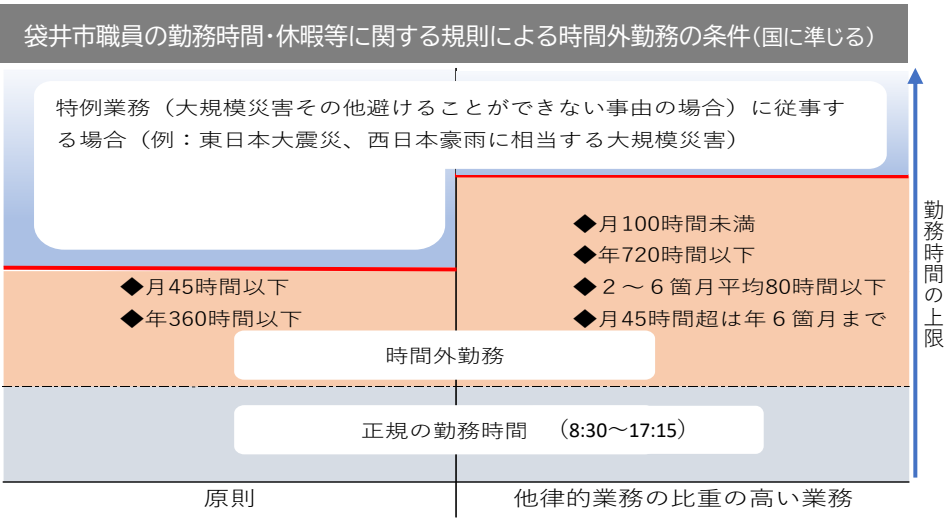 袋井市職員の勤務時間･休暇等に関する規則による時間外勤務の条件(国に準じる)
特例業務（大規模災害その他避けることができない事由の場合）に従事す
る場合（例：東日本大震災、西日本豪雨に相当する大規模災害）
◆月45時間以下
◆年360時間以下
◆月100時間未満
◆年720時間以下
◆２～６箇月平均80時間以下
◆月45時間超は年６箇月まで
時間外勤務
正規の勤務時間　（8:30～17:15）
原則
他律的業務の比重の高い業務
勤務時間の上限